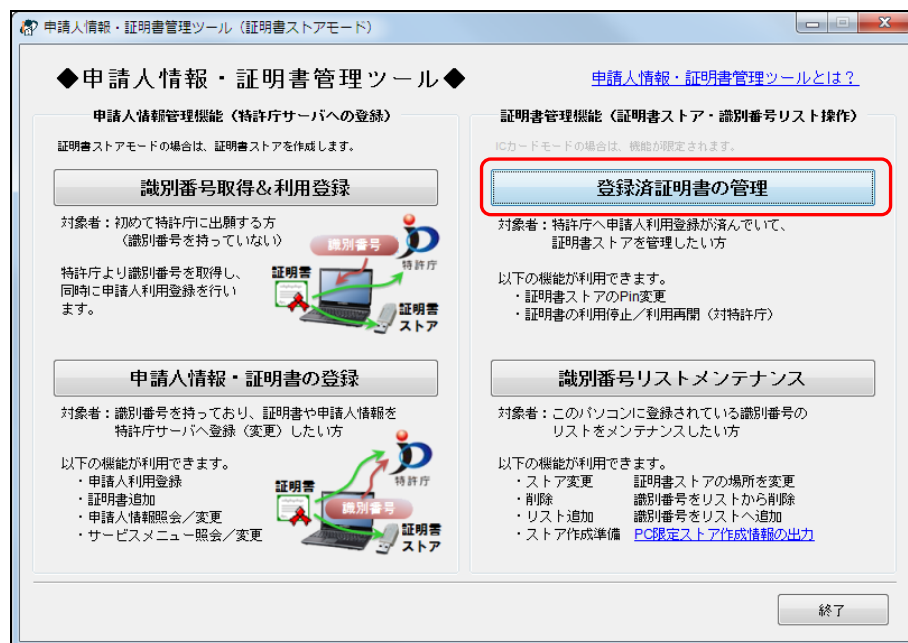 申請人情報・証明書管理ツール（証明書ストアモード）
◆申請人情報・証明書管理ツール◆
申請人情報・証明書管理ツールとは？
申請人情報管理機能（特許庁サーバへの登録）
証明書ストアモードの場合は、証明書ストアを作成します。
識別番号取得＆利用登録
対象者：初めて特許庁に出願する方
（識別番号を持っていない）
特許庁より識別番号を取得し、
同時に申請人利用登録を行い
ます。
識別番号
特許庁
証明書
証明書
ストア
申請人情報・証明書の登録
対象者：識別番号を持っており、証明書や申請人情報を
特許庁サーバへ登録（変更）したい方
以下の機能が利用できます。
・申請人利用登録
・証明書追加
・申請人情報照会／変更
・サービスメニュー照会／変更
特許庁
証明書
識別番号
証明書
ストア
証明書管理機能（証明書ストア・識別番号リスト操作）
ICカードモードの場合は、機能が限定されます。
登録済証明書の管理
対象者：特許庁へ申請人利用登録が済んでいて、
証明書ストアを管理したい方
以下の機能が利用できます。
・証明書ストアのPin変更
・証明書の利用停止／利用再開（対特許庁）
識別番号リストメンテナンス
対象者：このパソコンに登録されている識別番号の
リストをメンテナンスしたい方
以下の機能が利用できます。
・ストア変更 証明書ストアの場所を変更
・削除 識別番号をリストから削除
・リスト追加 識別番号をリストへ追加
・ストア作成準備 PC限定ストア作成情報の出力
終了